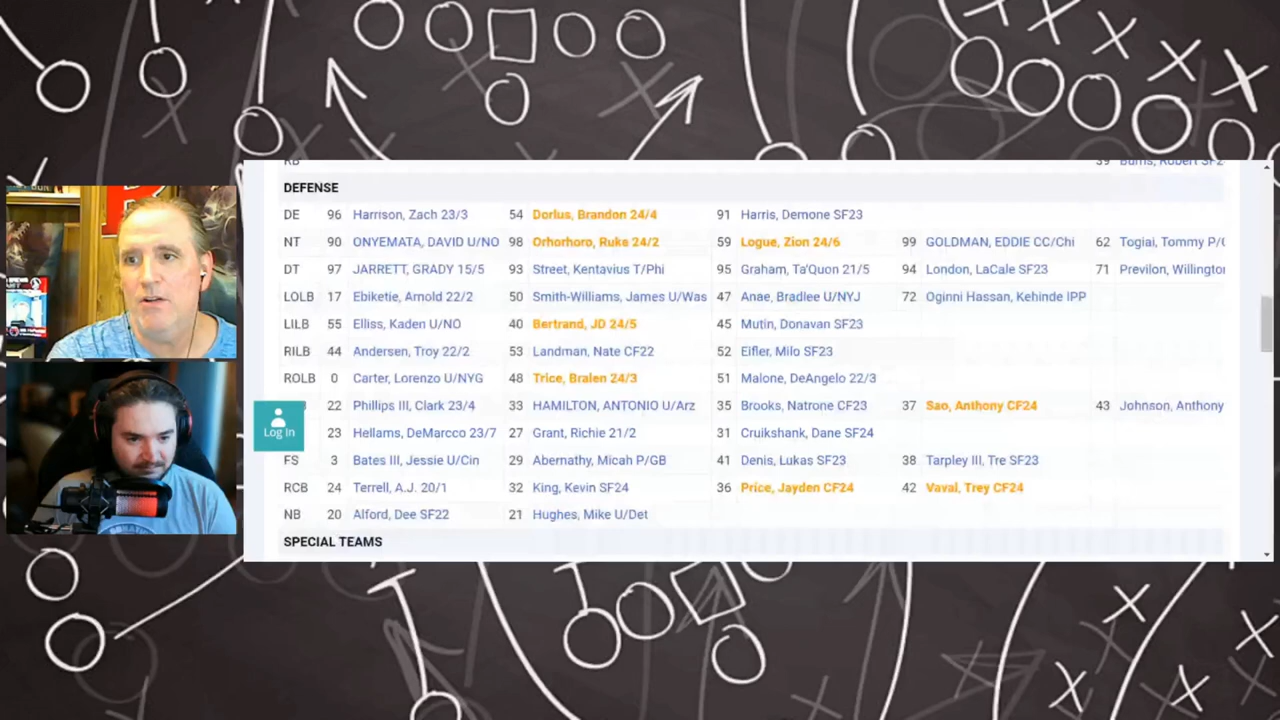 RB 39 Burns, Robert SF2
DEFENSE
DE 96 Harrison, Zach 23/3 54 Dorlus, Brandon 24/4 91 Harris, Demone SF23
NT 90 ONYEMATA, DAVID U/NO 98 Orhorhoro, Ruke 24/2 59 Logue, Zion 24/6 99 GOLDMAN, EDDIE CC/Chi 62 Togiai, Tommy P/
DT 97 JARRETT, GRADY 15/5 93 Street, Kentavius T/Phi 95 Graham, Ta'Quon 21/5 94 London, LaCale SF23 71 Previlon, Willington
LOLB 17 Ebiketie, Arnold 22/2 50 Smith-Williams, James U/Was 47 Anae, Bradlee U/NYJ 72 Oginni Hassan, Kehinde IPP
LILB 55 Elliss, Kaden U/NO 40 Bertrand, JD 24/5 45 Mutin, Donavan SF23
RILB 44 Andersen, Troy 22/2 53 Landman, Nate CF22 52 Eifler, Milo SF23
ROLB 0 Carter, Lorenzo U/NYG 48 Trice, Bralen 24/3 51 Malone, DeAngelo 22/3
22 Phillips III, Clark 23/4 33 HAMILTON, ANTONIO U/Arz 35 Brooks, Natrone CF23 37 Sao, Anthony CF24 43 Johnson, Anthony
23 Hellams, DeMarcco 23/7 27 Grant, Richie 21/2 31 Cruikshank, Dane SF24
FS 3 Bates III, Jessie U/Cin 29 Abernathy, Micah P/GB 41 Denis, Lukas SF23 38 Tarpley III, Tre SF23
RCB 24 Terrell, A.J. 20/1 32 King, Kevin SF24 36 Price, Jayden CF24 42 Vaval, Trey CF24
NB 20 Alford, Dee SF22 21 Hughes, Mike U/Det
SPECIAL TEAMS
Log in